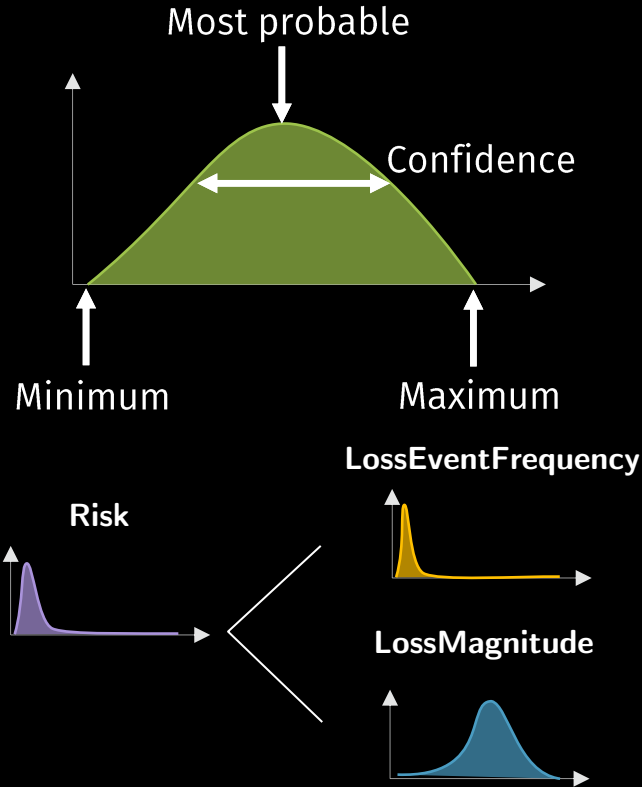 Most probable
Confidence
Minimum
Maximum
LossEventFrequency
Risk
LossMagnitude